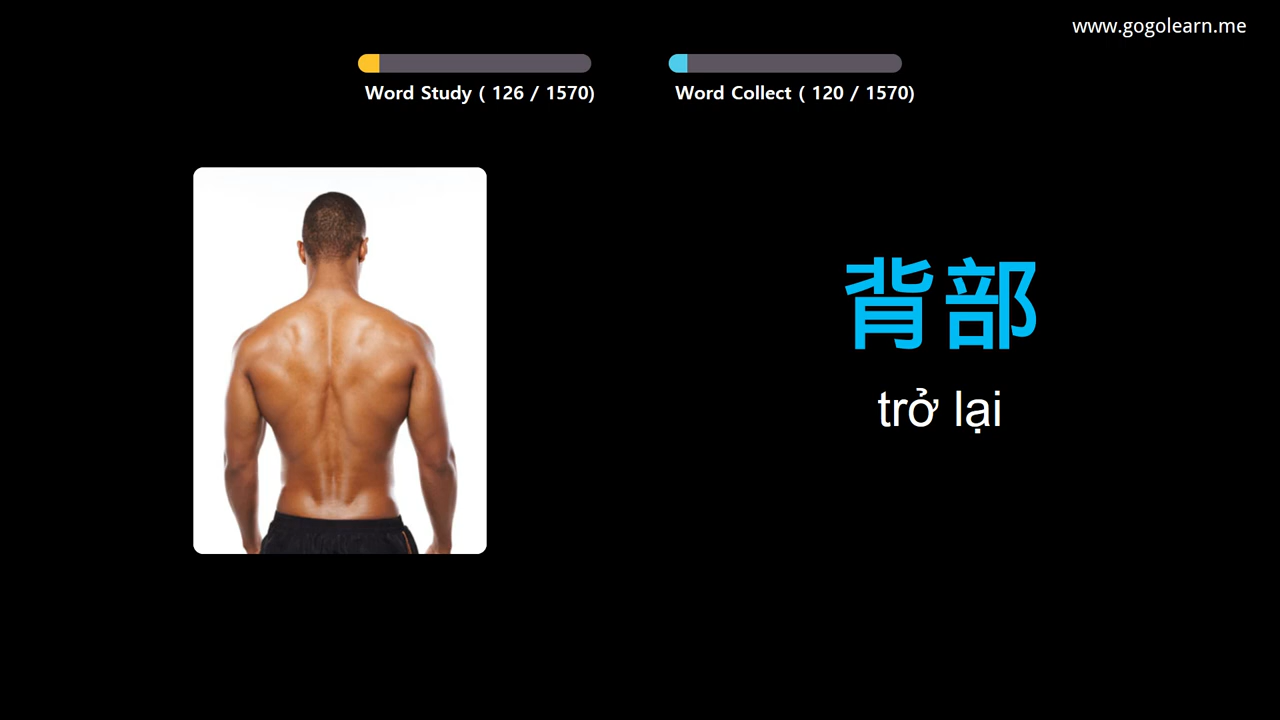 www.gogolearn.me
Word Study ( 126 / 1570)
Word Collect ( 120 / 1570)
背部
trở lại